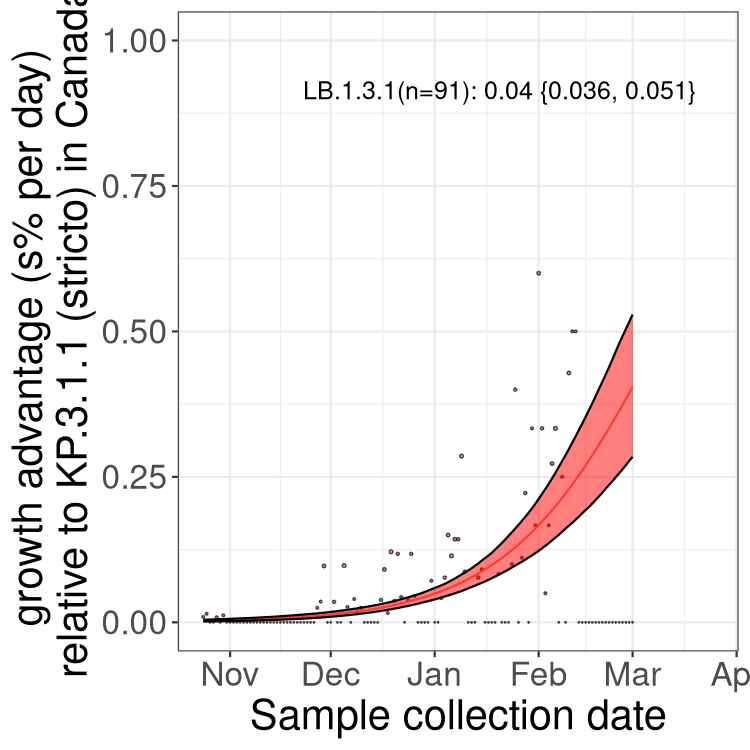 growth advantage (s% per day)
relative to KP.3.1.1 (stricto) in Canada
1.00
0.75
0.50
0.25
0.00
LB.1.3.1(n=91): 0.04 {0.036, 0.051}
Nov Dec Jan Feb Mar Ap
Sample collection date